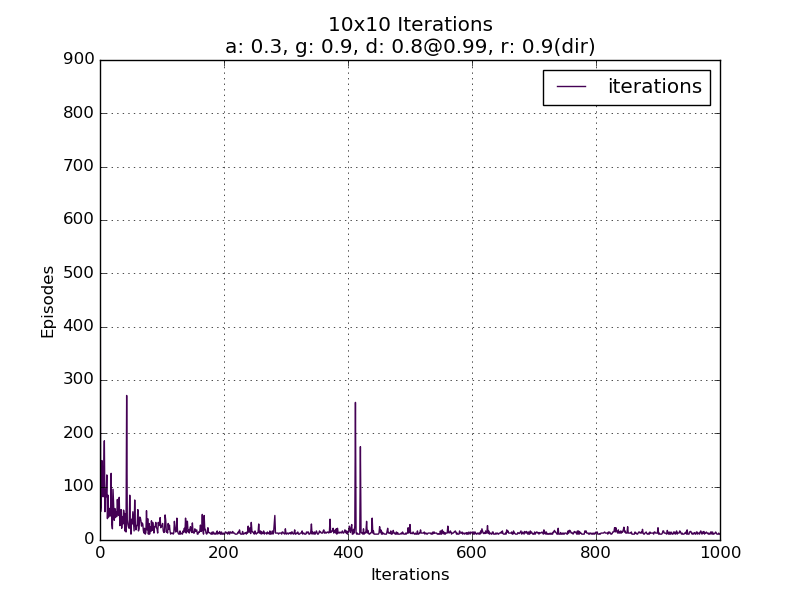 10x10 Iterations
a: 0.3, g: 0.9, d: 0.8@0.99, r: 0.9(dir)
iterations
900
800
700
600
500
400
300
200
100
0
Episodes
0 200 400 600 800 1000
Iterations